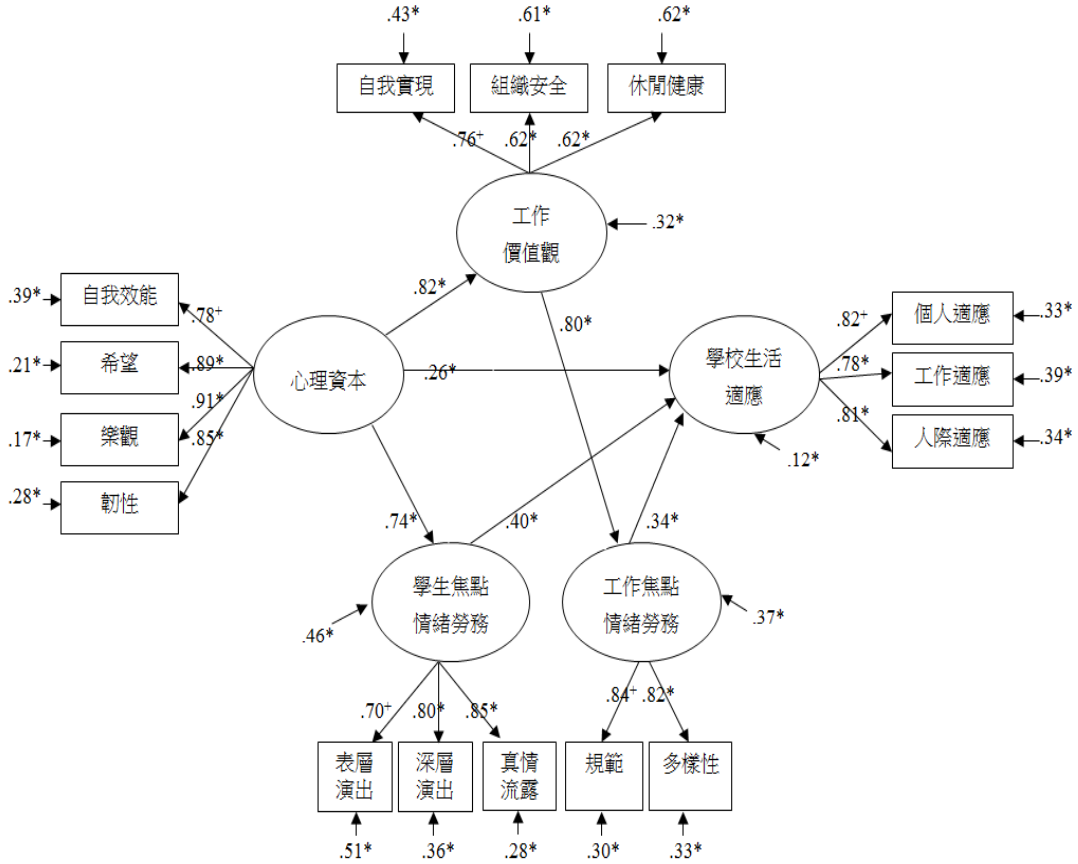 .43* .61* .62*
自我實現 組織安全 休閒健康
.76+ .62* .62*
工作
價值觀
.32*
.82*
.80*
.39* 自我效能
.78+
.21* 希望
.89*
.91*
.17* 樂觀
.85*
.28* 韌性
心理資本
.26*
學校生活
適應
.12*
.82+
個人適應 .33*
.78*
工作適應 .39*
.81*
人際適應 .34*
.74*
.40*
.34*
學生焦點
情緒勞務
.46*
工作焦點
情緒勞務
.37*
.70+ .80* .85*
.84+ .82*
表層
演出
深層
演出
真情
流露
規範
多樣性
.51* .36* .28* .30* .33*